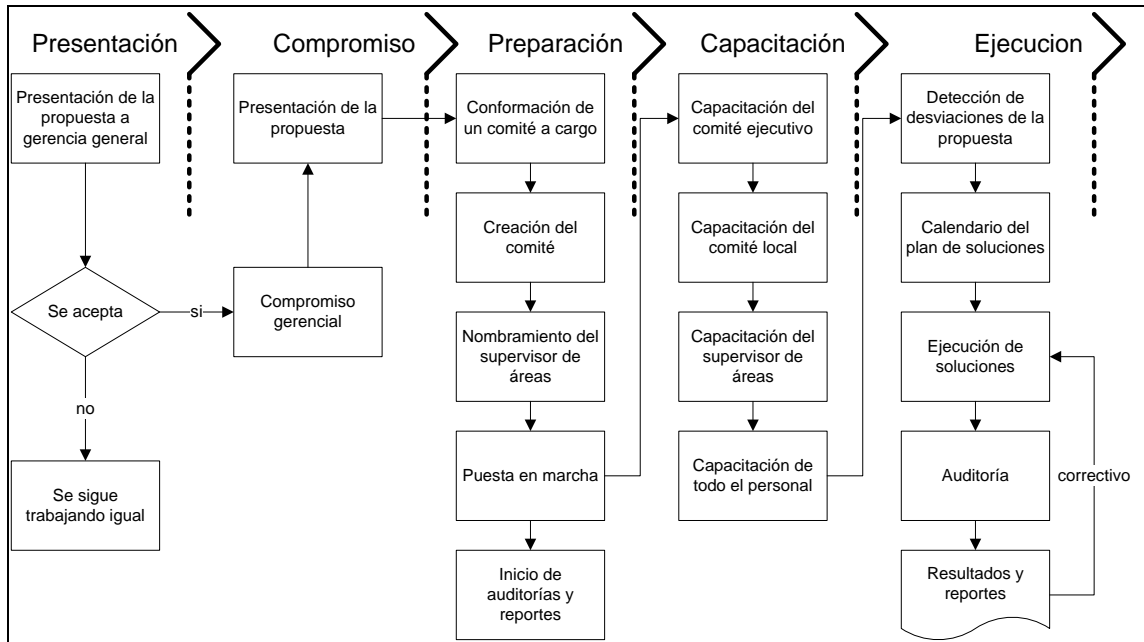 Presentación
Compromiso
Preparación
Capacitación
Ejecucion
Presentación de la
propuesta a
gerencia general
Se acepta
si
no
Se sigue
trabajando igual
Presentación de la
propuesta
Compromiso
gerencial
Conformación de
un comité a cargo
Creación del
comité
Nombramiento del
supervisor de
áreas
Puesta en marcha
Inicio de
auditorías y
reportes
Capacitación del
comité ejecutivo
Capacitación del
comité local
Capacitación del
supervisor de
áreas
Capacitación de
todo el personal
Detección de
desviaciones de la
propuesta
Calendario del
plan de soluciones
Ejecución de
soluciones
Auditoría
correctivo
Resultados y
reportes